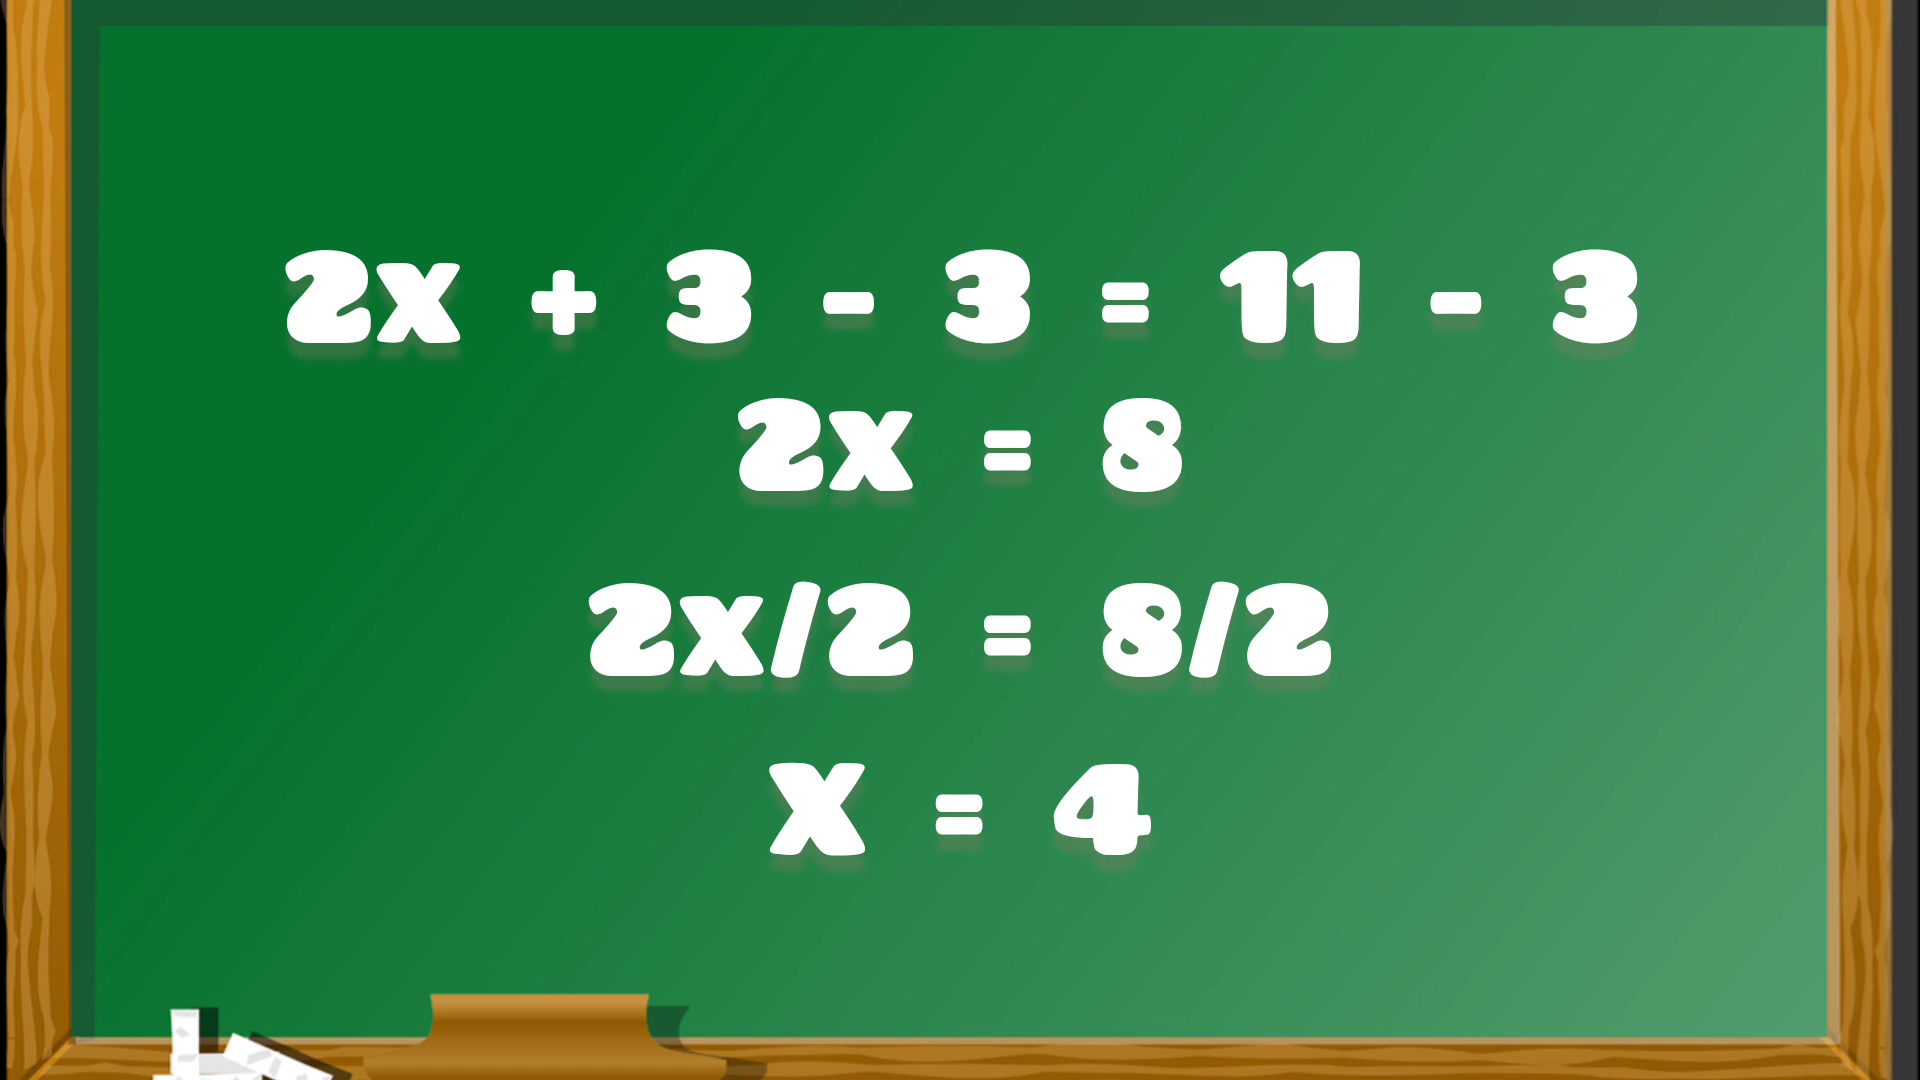 2x + 3 - 3 = 11 - 3
2x = 8
2x/2 = 8/2
X = 4